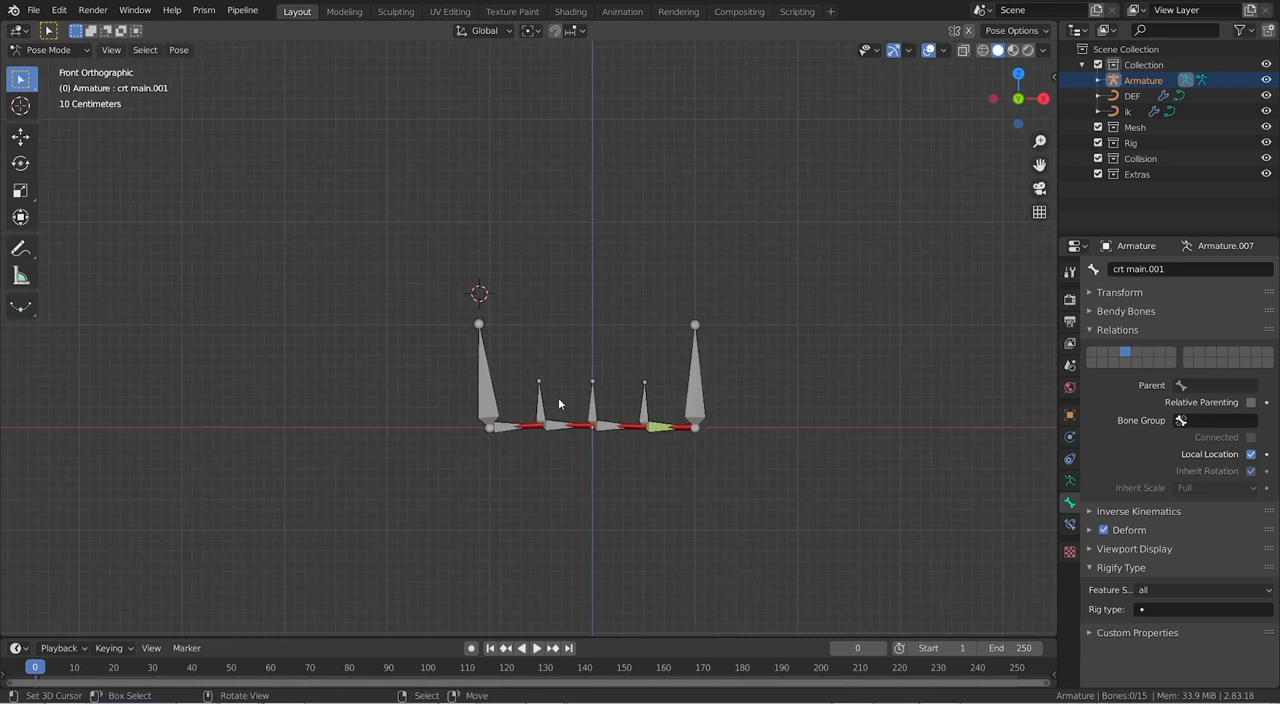 File Edit Render Window Help Prism Pipeline Layout Modeling Sculpting UV Editing Texture Paint Shading Animation Rendering Compositing Scripting + Scene View Layer
Global Pose Options
Pose Mode View Select Pose
Front Orthographic
(0) Armature : crt main.001
10 Centimeters
Z
Y
X
Scene Collection
Collection
Armature
DEF
ik
Mesh
Rig
Collision
Extras
Armature Armature.007
crt main.001
Transform
Bendy Bones
Relations
Parent
Relative Parenting
Bone Group
Connected
Local Location
Inherit Rotation
Inherit Scale Full
Inverse Kinematics
Deform
Viewport Display
Rigify Type
Feature S... all
Rig type:
Custom Properties
Playback Keying View Marker 0 Start 1 End 250
0 10 20 30 40 50 60 70 80 90 100 110 120 130 140 150 160 170 180 190 200 210 220 230 240 250
Set 3D Cursor Box Select Rotate View Select Move Armature | Bones:0/15 | Mem: 33.9 MiB | 2.83.18